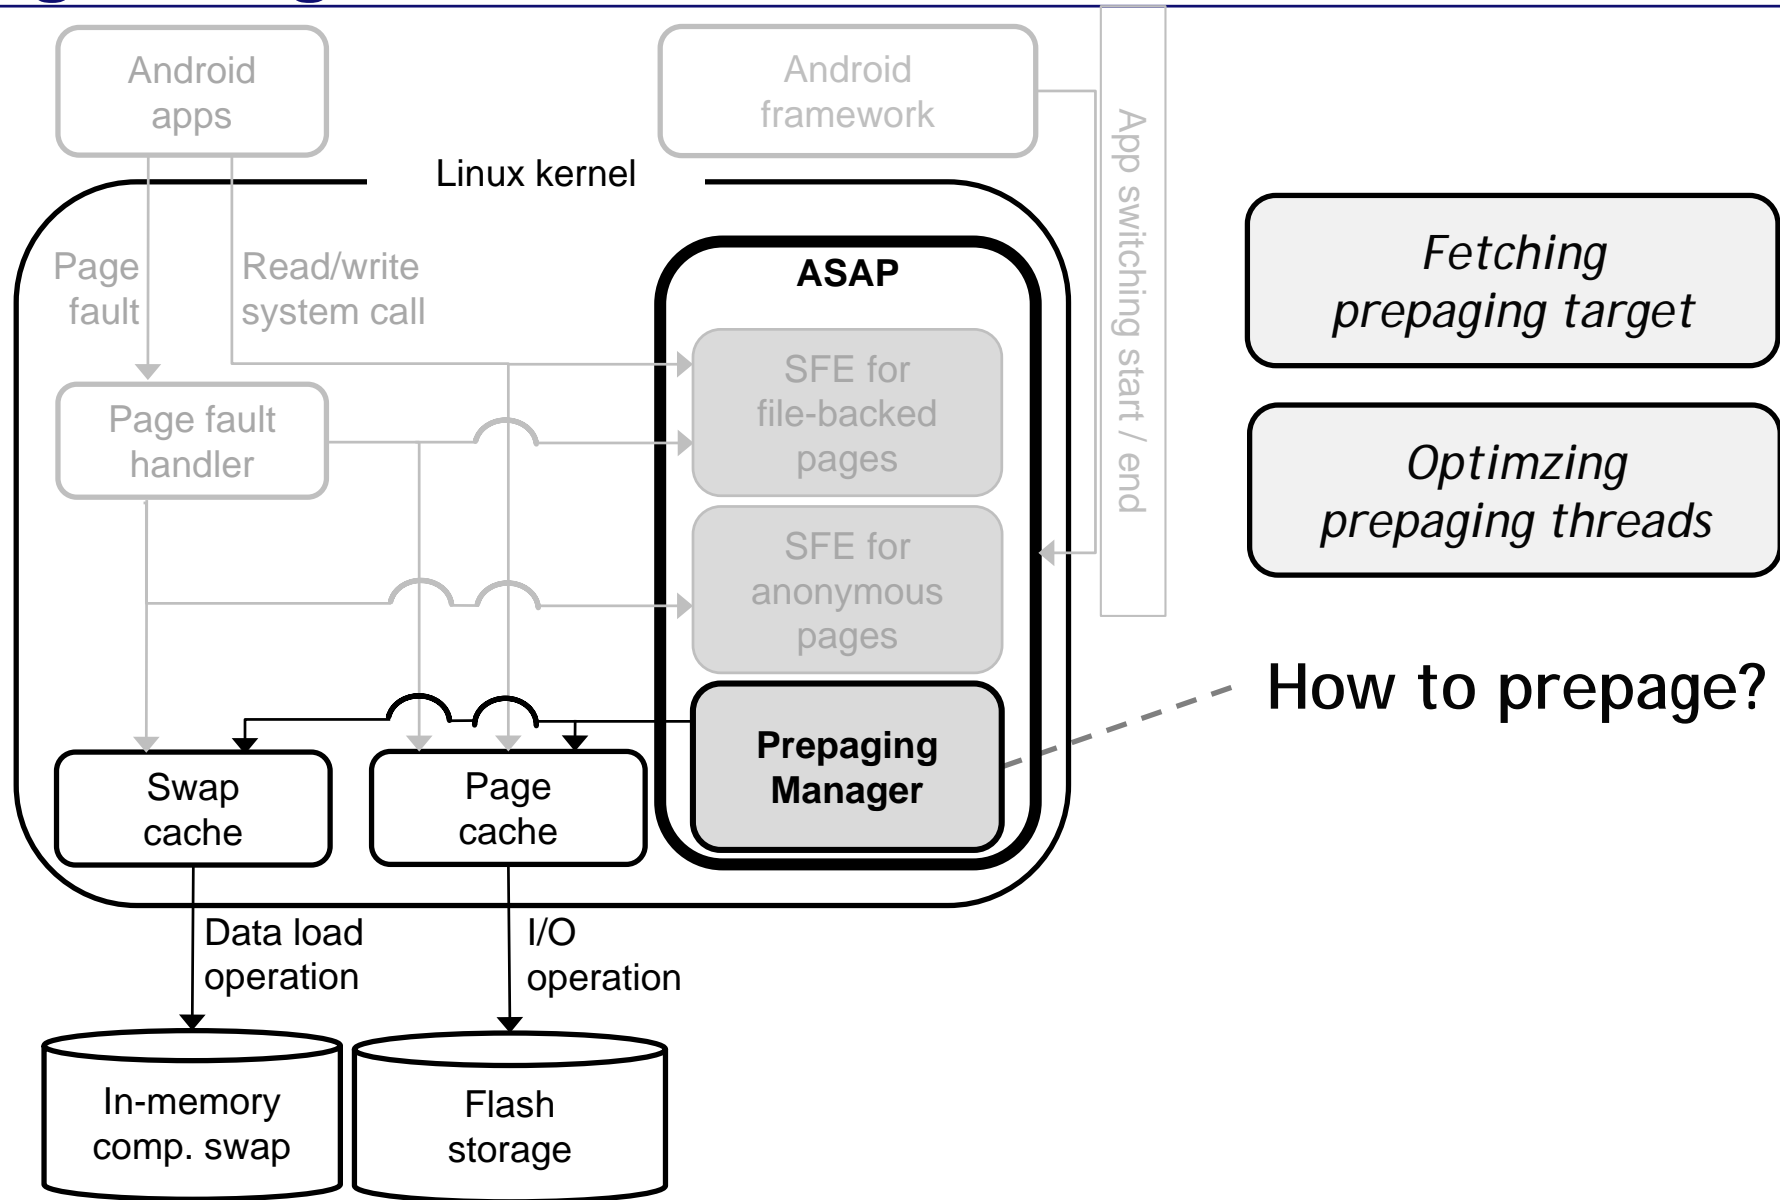 Android
apps
Android
framework
App switching start / end
Linux kernel
Page
fault
Read/write
system call
ASAP
SFE for
file-backed
pages
Page fault
handler
SFE for
anonymous
pages
Prepaging
Manager
Swap
cache
Page
cache
Data load
operation
I/O
operation
In-memory
comp. swap
Flash
storage
Fetching
prepaging target
Optimzing
prepaging threads
How to prepage?